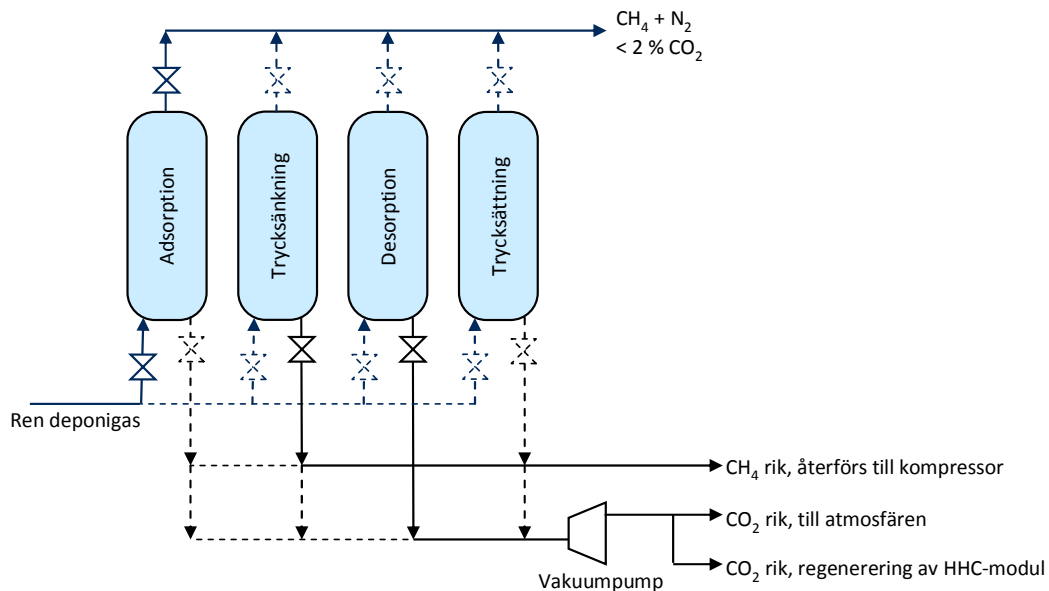 CH₄ + N₂
< 2 % CO₂
Adsorption
Trycksänkning
Desorption
Trycksättning
Ren deponigas
CH₄ rik, återförs till kompressor
CO₂ rik, till atmosfären
CO₂ rik, regenerering av HHC-modul
Vakuumpump